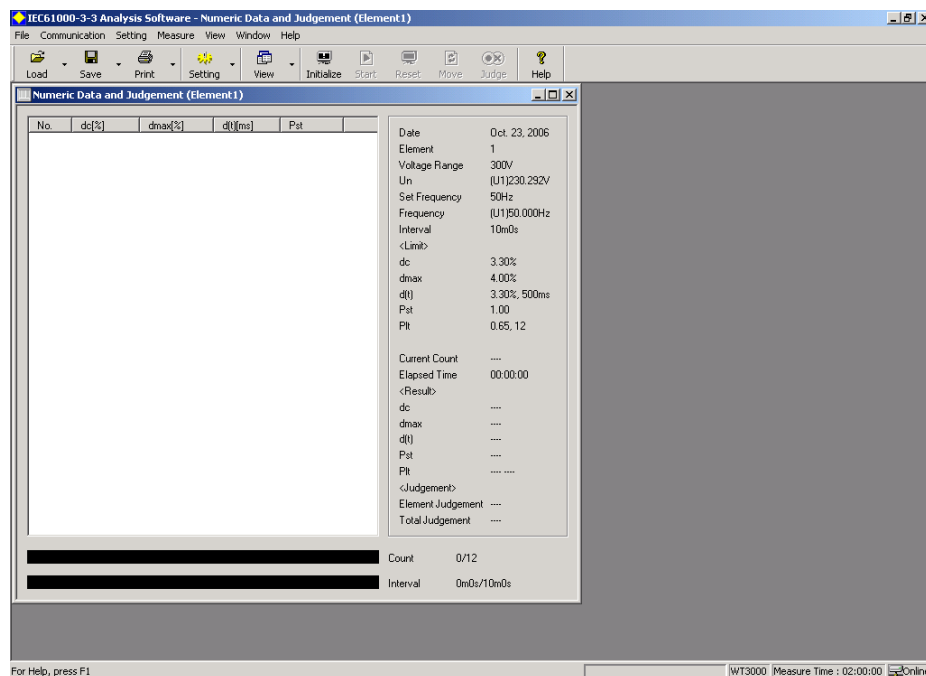 IEC61000-3-3 Analysis Software - Numeric Data and Judgement (Element1)
File Communication Setting Measure View Window Help
Load Save Print Setting View Initialize Start Reset Move Judge Help
Numeric Data and Judgement (Element1)
No. dc[%] dmax[%] d(t)[ms] Pst
Date Oct. 23, 2006
Element 1
Voltage Range 300V
Un (U1)230.292V
Set Frequency 50Hz
Frequency (U1)50.000Hz
Interval 10m0s
<Limit>
dc 3.30%
dmax 4.00%
d(t) 3.30%, 500ms
Pst 1.00
Plt 0.65, 12
Current Count ----
Elapsed Time 00:00:00
<Result>
dc ----
dmax ----
d(t) ----
Pst ----
Plt ---- ----
<Judgement>
Element Judgement ----
Total Judgement ----
Count 0/12
Interval 0m0s/10m0s
For Help, press F1 WT3000 Measure Time : 02:00:00 Online